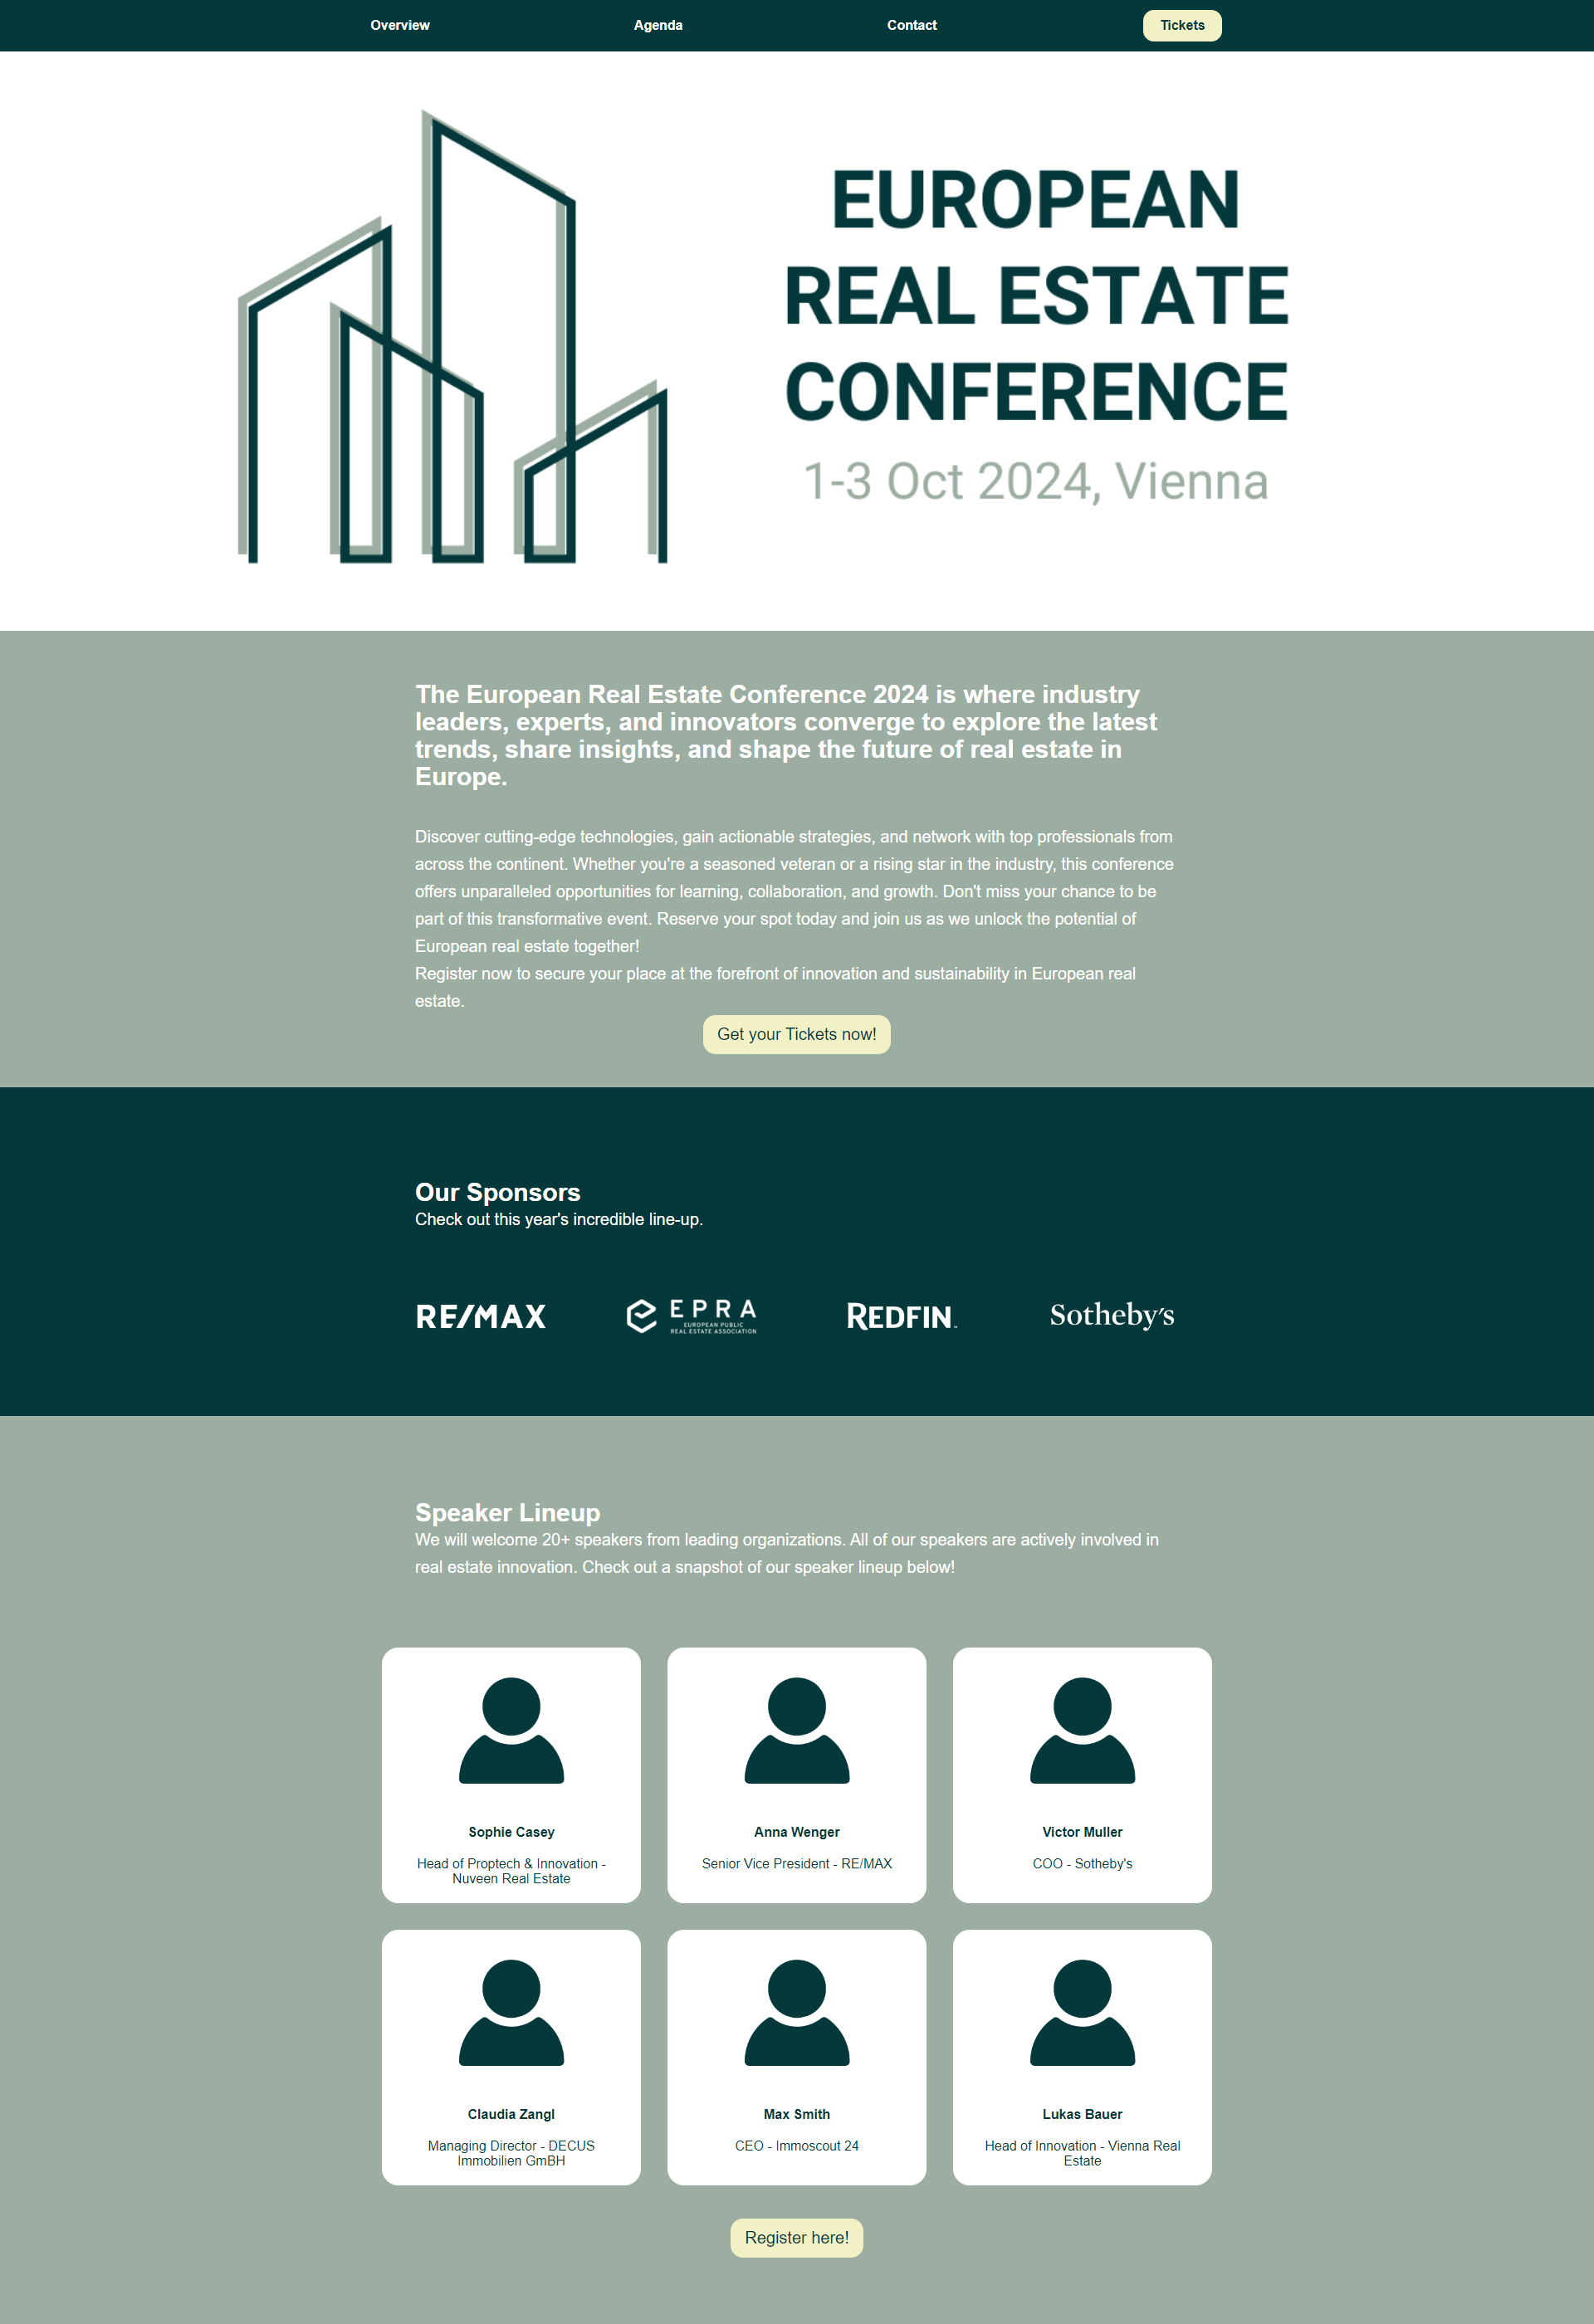 Overview Agenda Contact Tickets
EUROPEAN
REAL ESTATE
CONFERENCE
1-3 Oct 2024, Vienna
The European Real Estate Conference 2024 is where industry
leaders, experts, and innovators converge to explore the latest
trends, share insights, and shape the future of real estate in
Europe.
Discover cutting-edge technologies, gain actionable strategies, and network with top professionals from
across the continent. Whether you're a seasoned veteran or a rising star in the industry, this conference
offers unparalleled opportunities for learning, collaboration, and growth. Don't miss your chance to be
part of this transformative event. Reserve your spot today and join us as we unlock the potential of
European real estate together!
Register now to secure your place at the forefront of innovation and sustainability in European real
estate.
Get your Tickets now!
Our Sponsors
Check out this year's incredible line-up.
RE/MAX
EPRA
EUROPEAN PUBLIC
REAL ESTATE ASSOCIATION
REDFIN
Sotheby's
Speaker Lineup
We will welcome 20+ speakers from leading organizations. All of our speakers are actively involved in
real estate innovation. Check out a snapshot of our speaker lineup below!
Sophie Casey
Head of Proptech & Innovation -
Nuveen Real Estate
Anna Wenger
Senior Vice President - RE/MAX
Victor Muller
COO - Sotheby's
Claudia Zangl
Managing Director - DECUS
Immobilien GmBH
Max Smith
CEO - Immoscout 24
Lukas Bauer
Head of Innovation - Vienna Real
Estate
Register here!